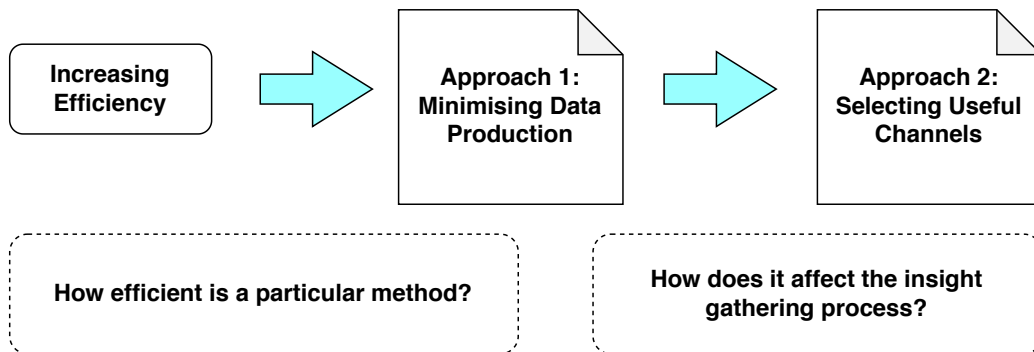 Increasing
Efficiency
Approach 1:
Minimising Data
Production
Approach 2:
Selecting Useful
Channels
How efficient is a particular method?
How does it affect the insight
gathering process?